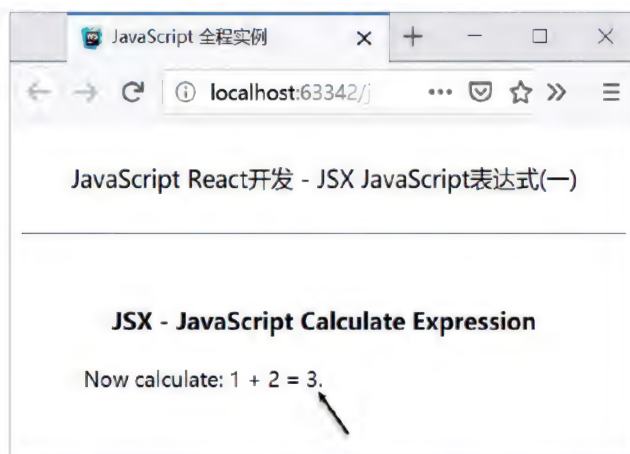 JavaScript 全程实例
localhost:63342/j
JavaScript React开发 - JSX JavaScript表达式(一)
JSX - JavaScript Calculate Expression
Now calculate: 1 + 2 = 3.